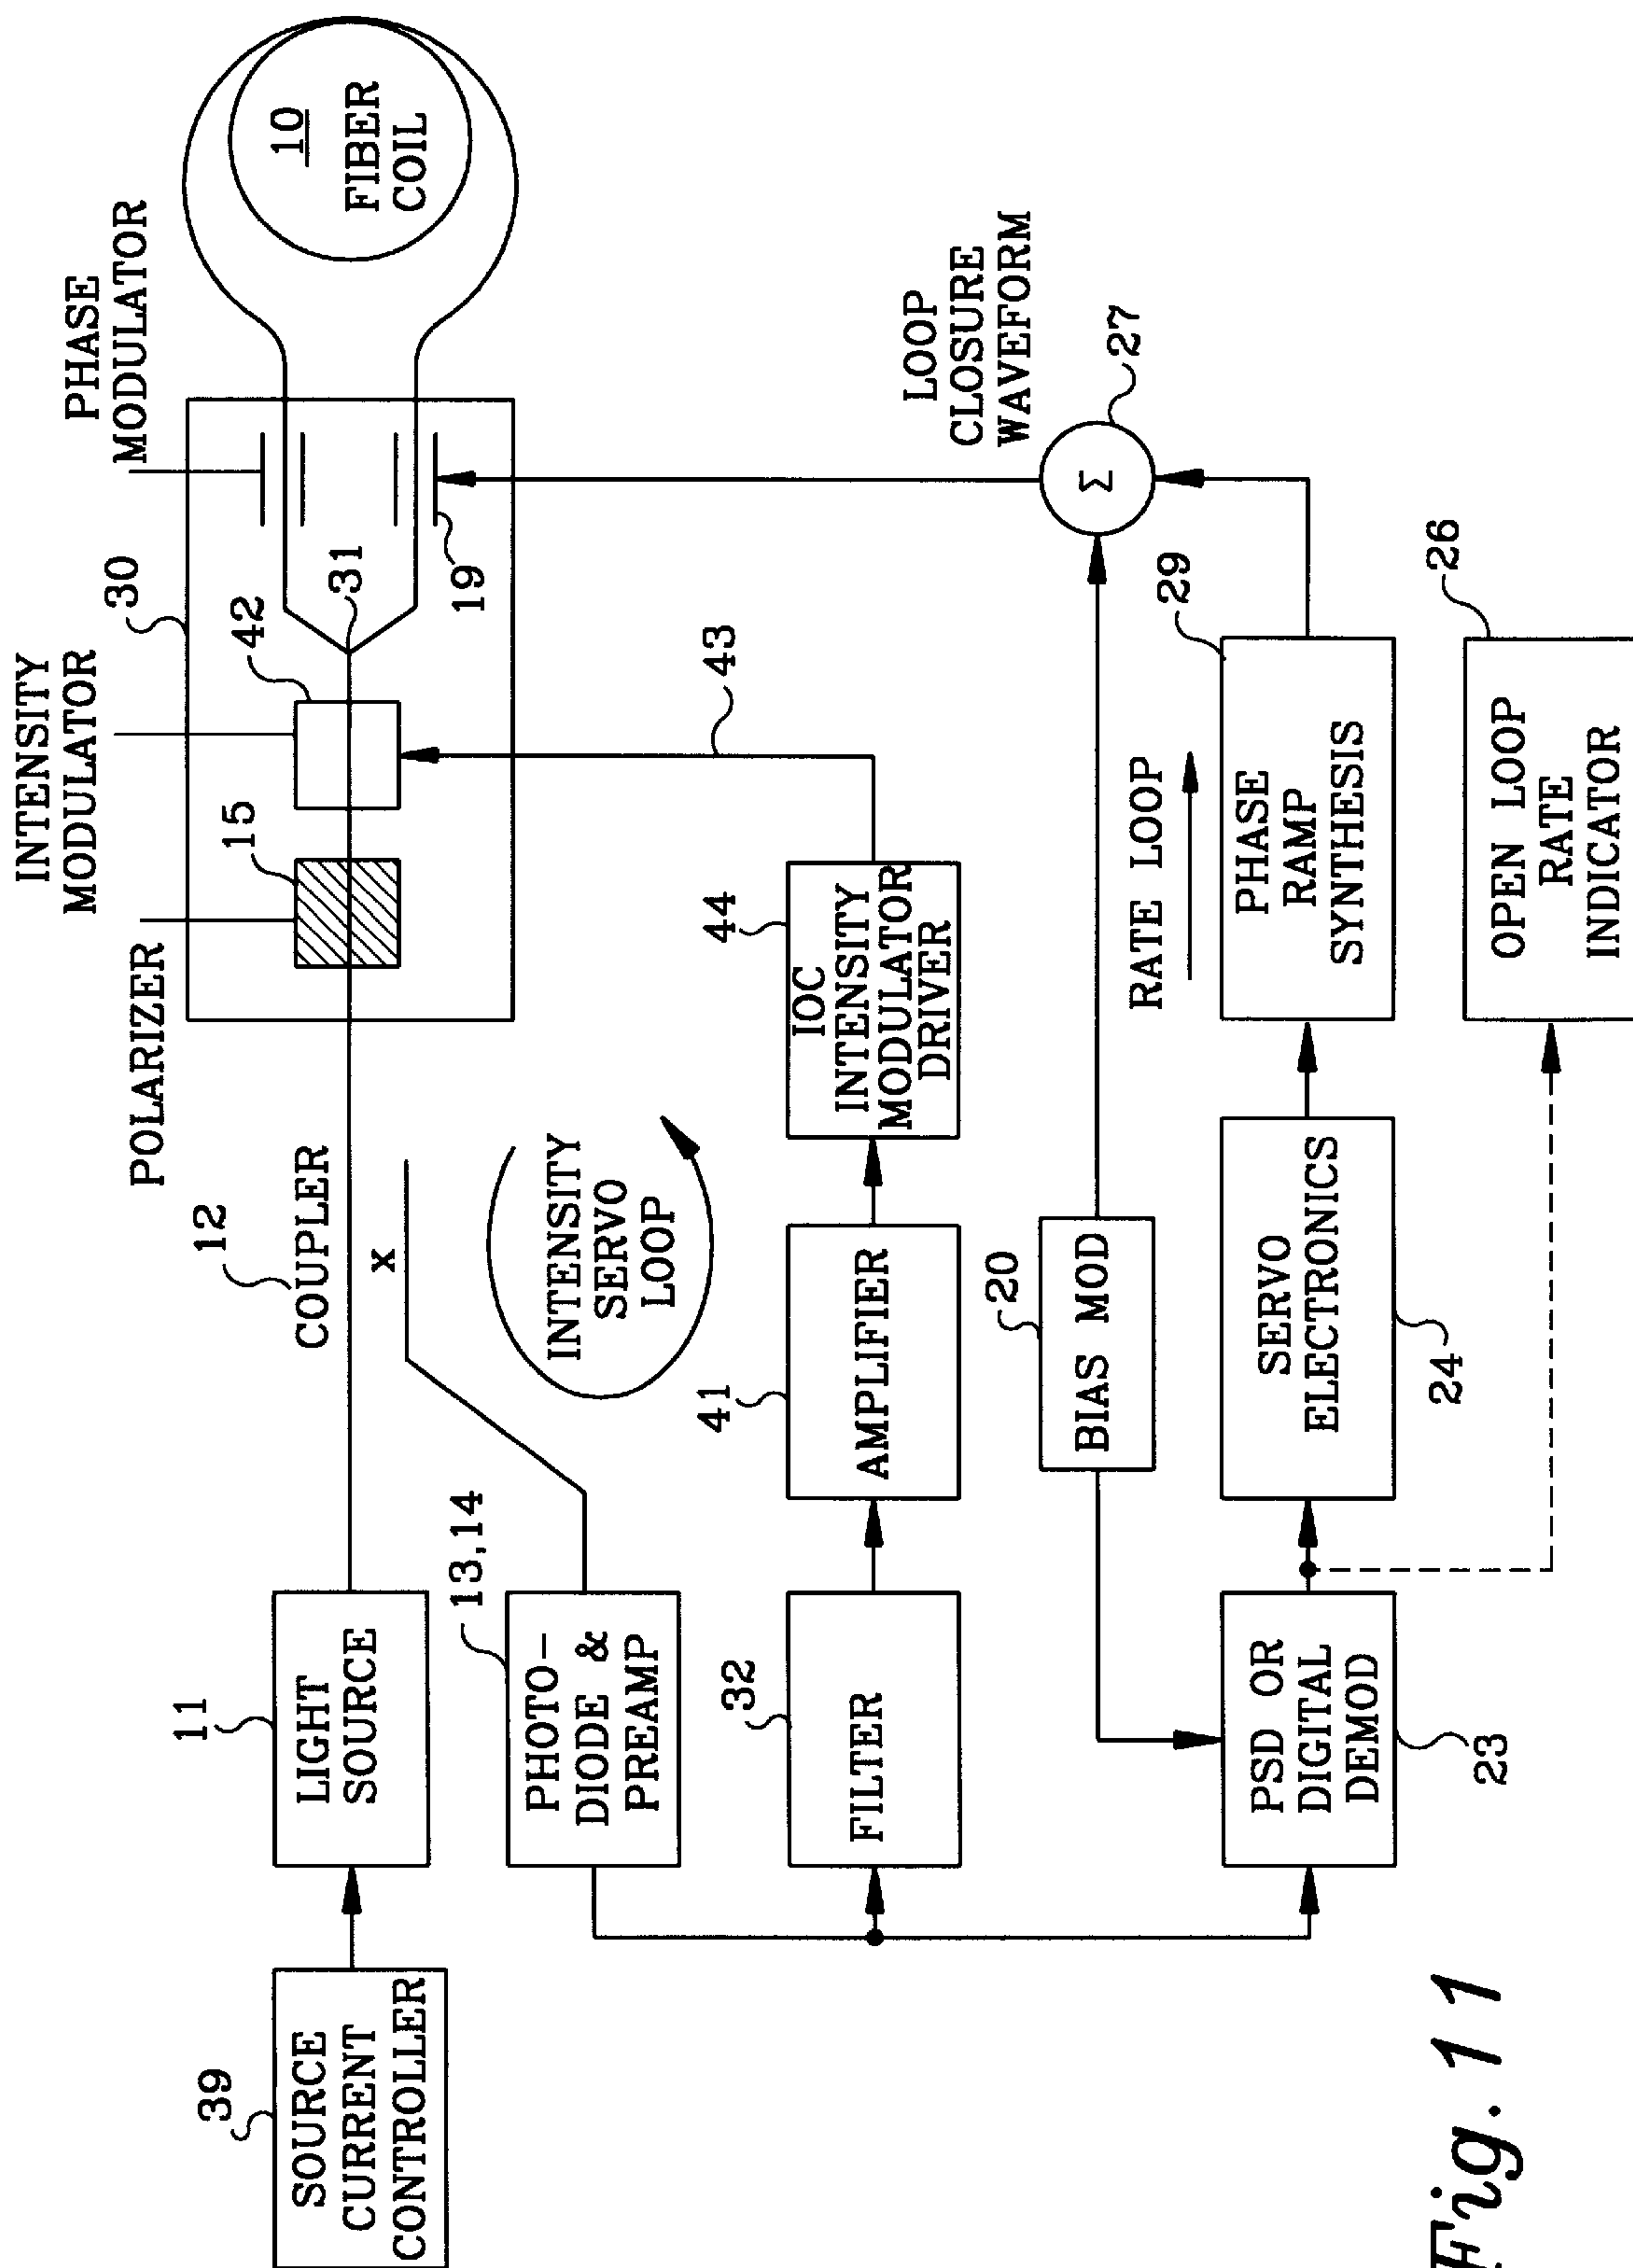 39
SOURCE
CURRENT
CONTROLLER
11
LIGHT
SOURCE
12
COUPLER
X
POLARIZER
15
INTENSITY
MODULATOR
42
30
31
PHASE
MODULATOR
19
10
FIBER
COIL
13,14
PHOTO-
DIODE &
PREAMP
INTENSITY
SERVO
LOOP
32
FILTER
41
AMPLIFIER
44
IOC
INTENSITY
MODULATOR
DRIVER
43
20
BIAS MOD
RATE LOOP
LOOP
CLOSURE
WAVEFORM
Σ
27
PSD OR
DIGITAL
DEMOD
23
SERVO
ELECTRONICS
24
29
PHASE
RAMP
SYNTHESIS
26
OPEN LOOP
RATE
INDICATOR
Fig. 11